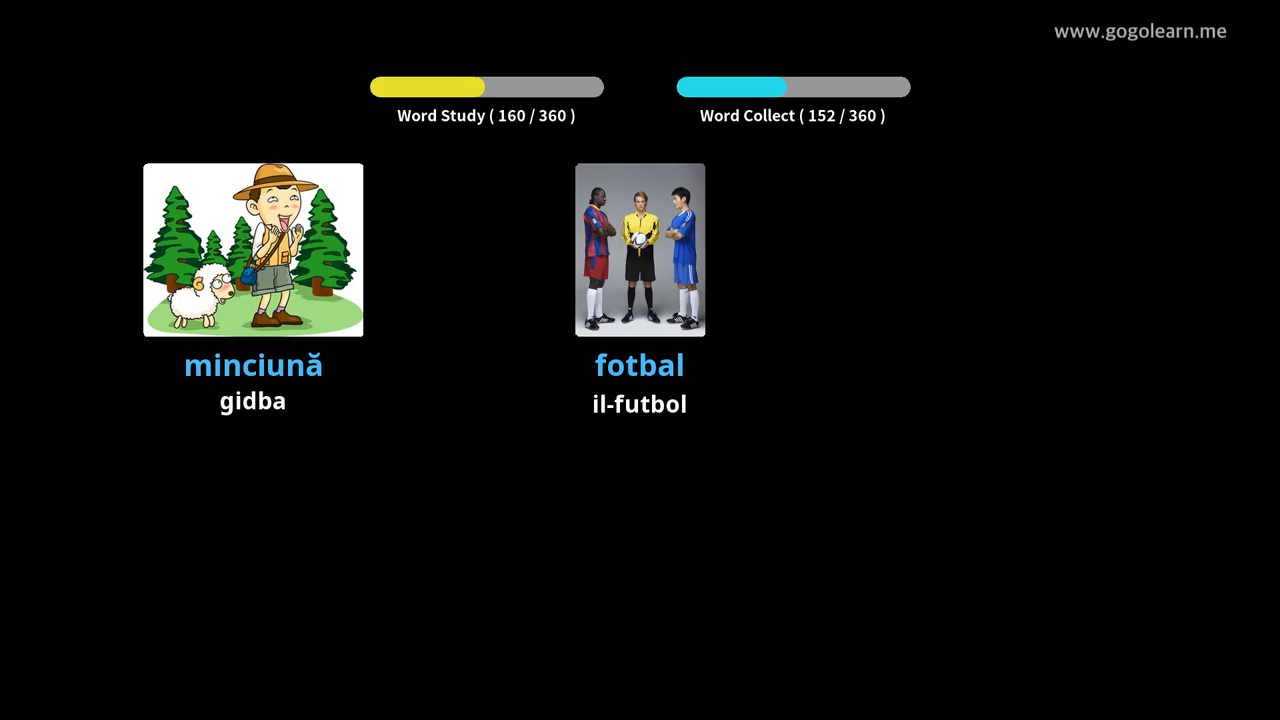 www.gogolearn.me
Word Study ( 160 / 360 )
Word Collect ( 152 / 360 )
minciună
gidba
fotbal
il-futbol